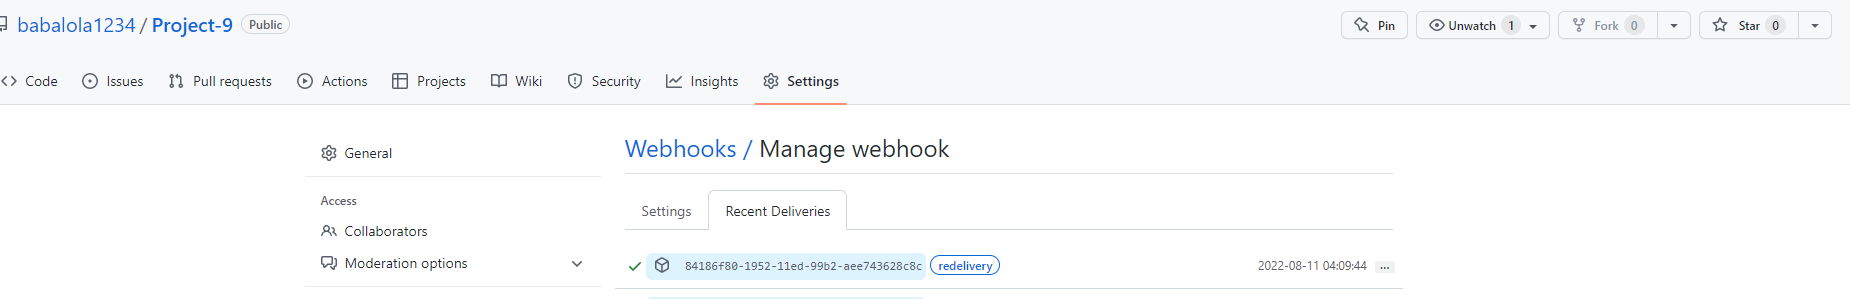 babalola1234 / Project-9 Public Pin Unwatch 1 Fork 0 Star 0
Code Issues Pull requests Actions Projects Wiki Security Insights Settings
General
Access
Collaborators
Moderation options
Webhooks / Manage webhook
Settings Recent Deliveries
84186f80-1952-11ed-99b2-aee743628c8c redelivery 2022-08-11 04:09:44 ...